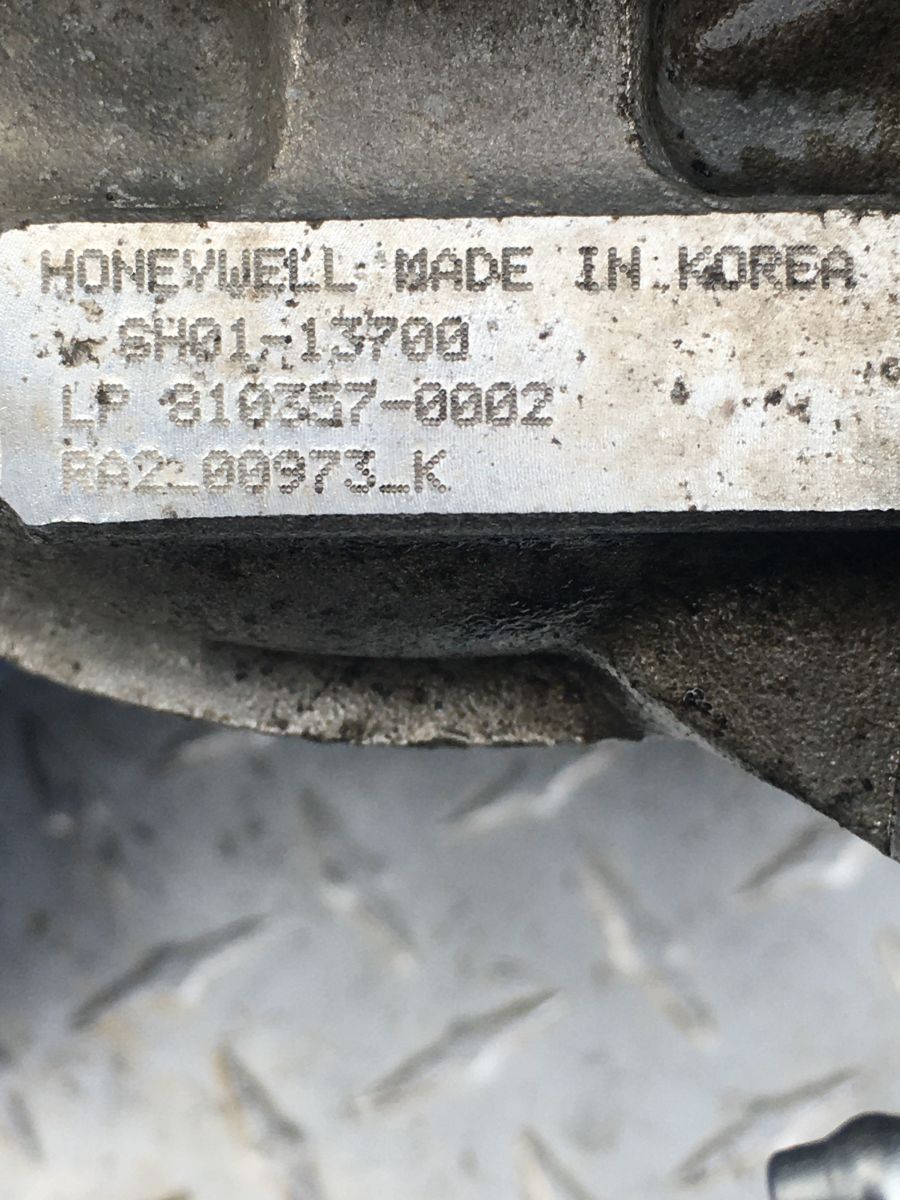 HONEYWELL MADE IN KOREA
SH01-13700
LP 810357-0002
RA2_00973_K